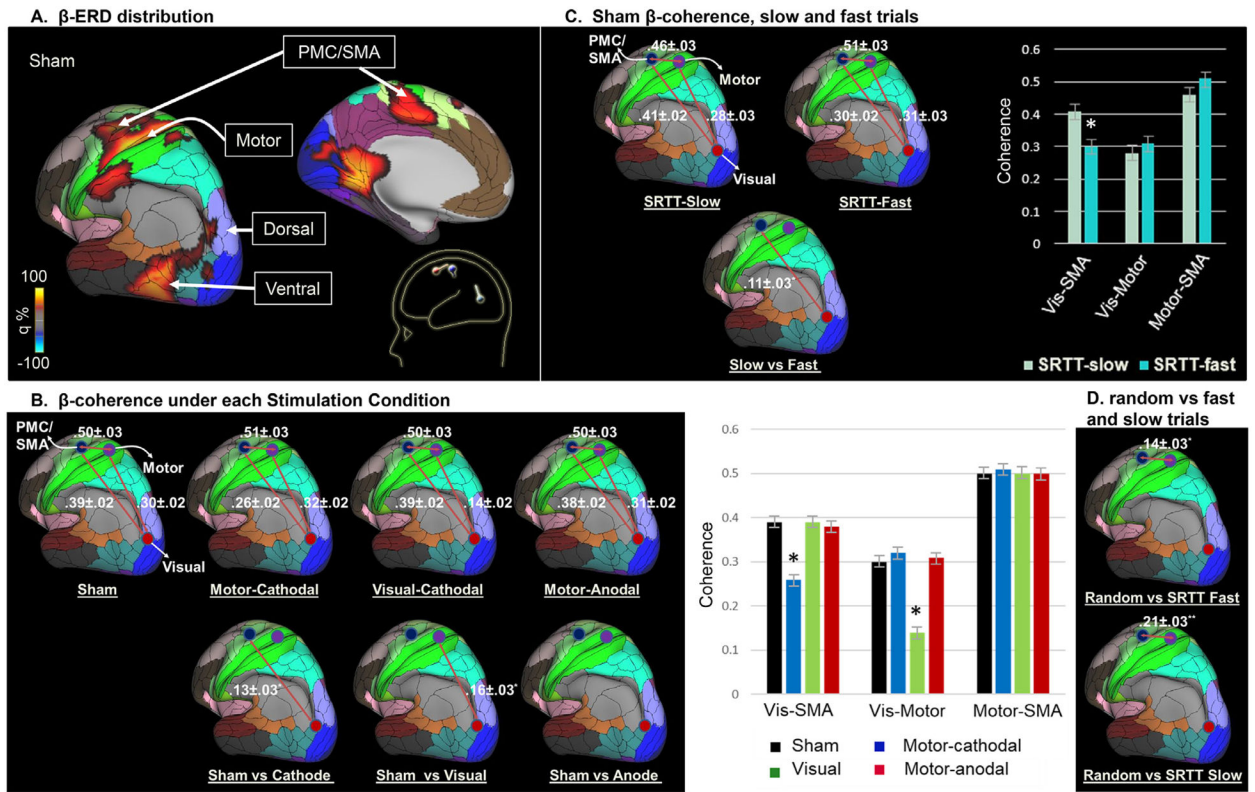 A. β-ERD distribution
Sham
PMC/SMA
Motor
Dorsal
Ventral
100
q %
-100
C. Sham β-coherence, slow and fast trials
PMC/
SMA
.46±.03
Motor
.41±.02
.28±.03
Visual
SRTT-Slow
.51±.03
.30±.02
.31±.03
SRTT-Fast
.11±.03*
Slow vs Fast
Coherence
0.6
0.5
0.4
0.3
0.2
0.1
0
*
Vis-SMA
Vis-Motor
Motor-SMA
SRTT-slow
SRTT-fast
B. β-coherence under each Stimulation Condition
PMC/
SMA
.50±.03
Motor
.39±.02
.30±.02
Visual
Sham
.51±.03
.26±.02
.32±.02
Motor-Cathodal
.50±.03
.39±.02
.14±.02
Visual-Cathodal
.50±.03
.38±.02
.31±.02
Motor-Anodal
.13±.03*
Sham vs Cathode
.16±.03*
Sham vs Visual
Sham vs Anode
Coherence
0.6
0.5
0.4
0.3
0.2
0.1
0
*
*
Vis-SMA
Vis-Motor
Motor-SMA
Sham
Motor-cathodal
Visual
Motor-anodal
D. random vs fast
and slow trials
.14±.03*
Random vs SRTT Fast
.21±.03**
Random vs SRTT Slow